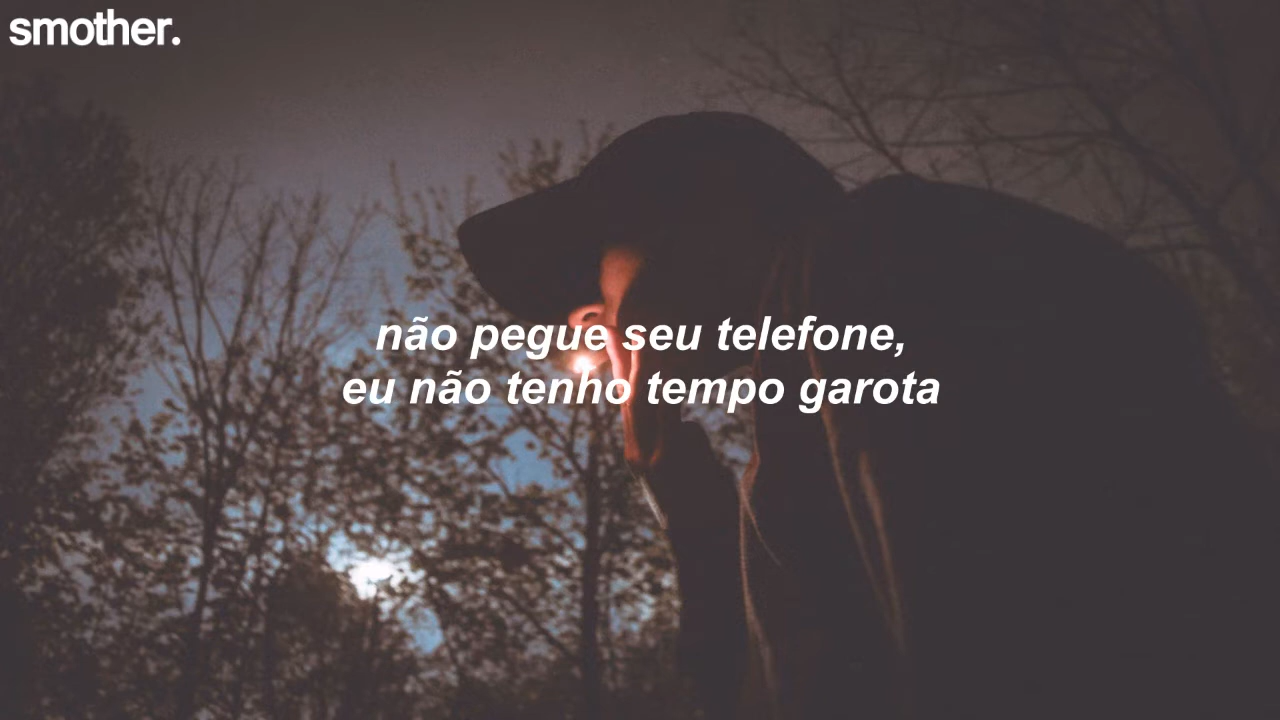 smother.
não pegue seu telefone,
eu não tenho tempo garota